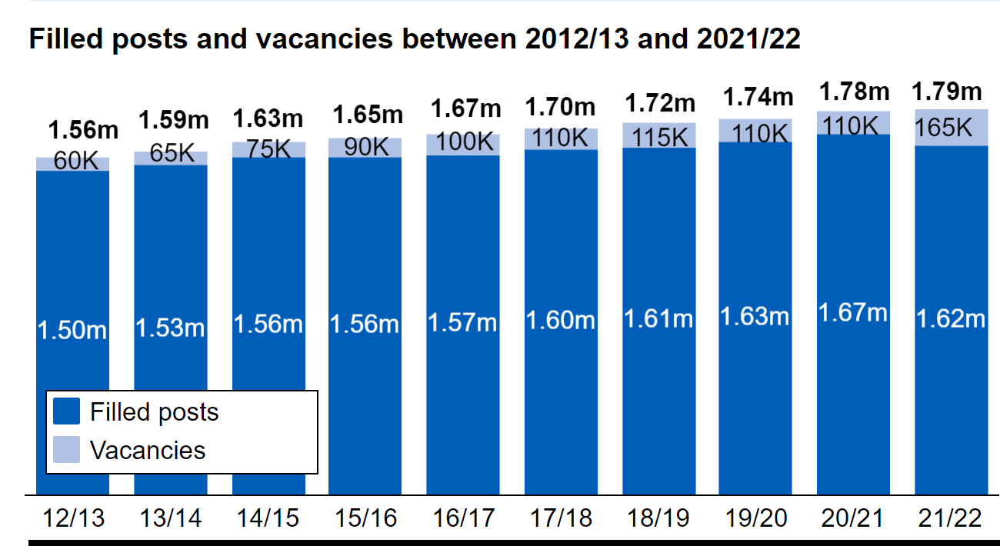 Filled posts and vacancies between 2012/13 and 2021/22
1.56m 1.59m 1.63m 1.65m 1.67m 1.70m 1.72m 1.74m 1.78m 1.79m
60K 65K 75K 90K 100K 110K 115K 110K 110K 165K
1.50m 1.53m 1.56m 1.56m 1.57m 1.60m 1.61m 1.63m 1.67m 1.62m
Filled posts
Vacancies
12/13 13/14 14/15 15/16 16/17 17/18 18/19 19/20 20/21 21/22